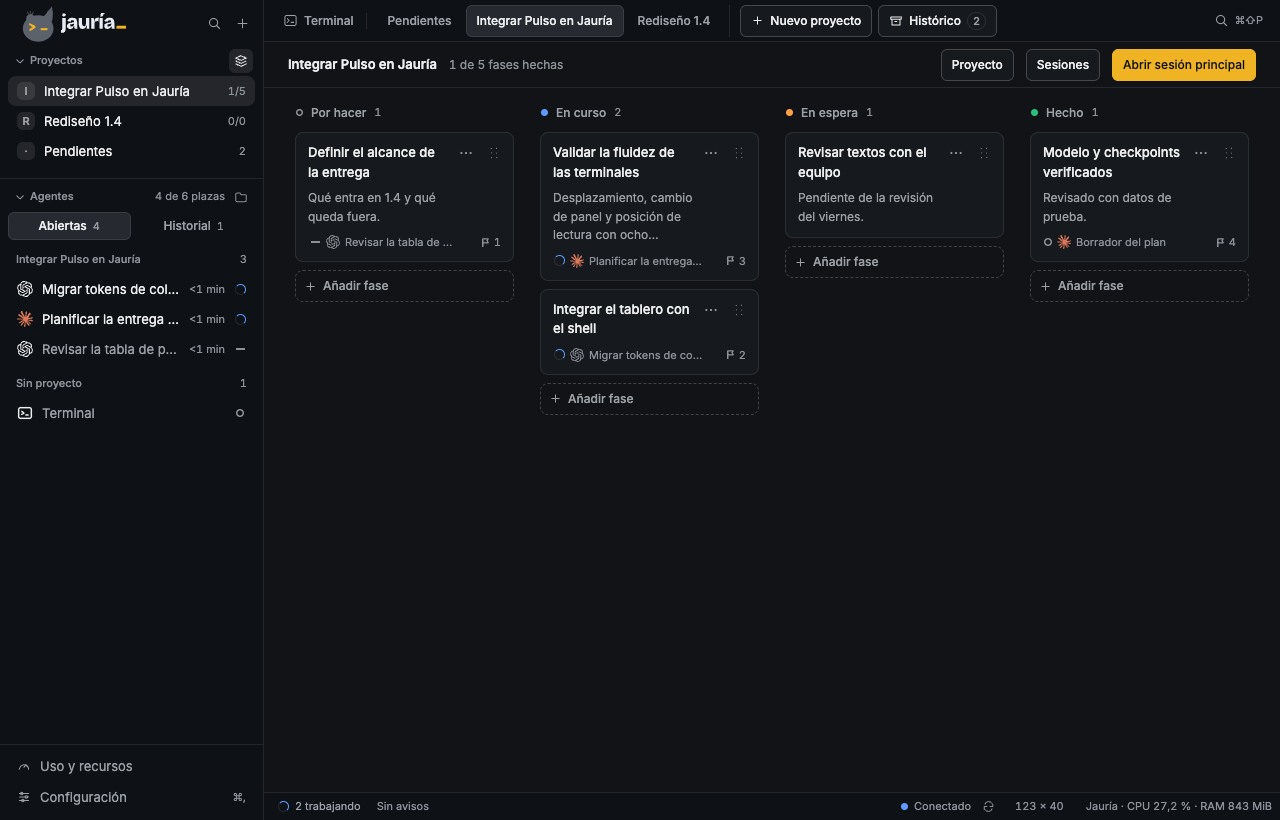 jauría_
Proyectos
I Integrar Pulso en Jauría 1/5
R Rediseño 1.4 0/0
· Pendientes 2
Agentes 4 de 6 plazas
Abiertas 4 Historial 1
Integrar Pulso en Jauría 3
Migrar tokens de col... <1 min
Planificar la entrega ... <1 min
Revisar la tabla de p... <1 min
Sin proyecto 1
Terminal
Uso y recursos
Configuración ⌘,
Terminal Pendientes Integrar Pulso en Jauría Rediseño 1.4 + Nuevo proyecto Histórico 2 ⌘⇧P
Integrar Pulso en Jauría 1 de 5 fases hechas Proyecto Sesiones Abrir sesión principal
Por hacer 1
Definir el alcance de
la entrega
Qué entra en 1.4 y qué
queda fuera.
Revisar la tabla de ... 1
+ Añadir fase
En curso 2
Validar la fluidez de
las terminales
Desplazamiento, cambio
de panel y posición de
lectura con ocho...
Planificar la entrega... 3
Integrar el tablero con
el shell
Migrar tokens de co... 2
+ Añadir fase
En espera 1
Revisar textos con el
equipo
Pendiente de la revisión
del viernes.
+ Añadir fase
Hecho 1
Modelo y checkpoints
verificados
Revisado con datos de
prueba.
Borrador del plan 4
+ Añadir fase
2 trabajando Sin avisos Conectado 123 × 40 Jauría · CPU 27,2 % · RAM 843 MiB